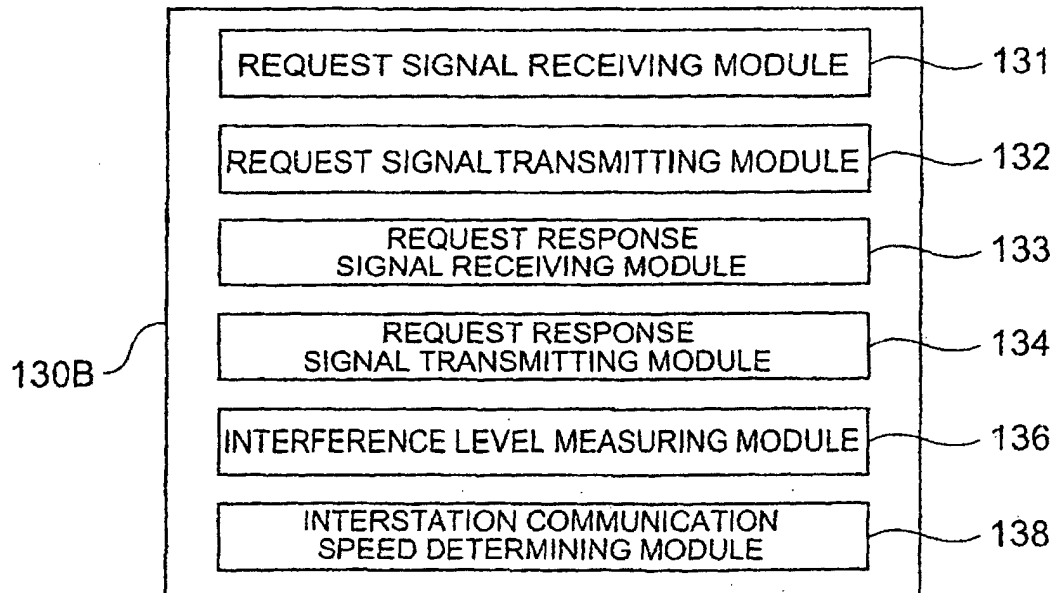 REQUEST SIGNAL RECEIVING MODULE
131
REQUEST SIGNALTRANSMITTING MODULE
132
REQUEST RESPONSE
SIGNAL RECEIVING MODULE
133
REQUEST RESPONSE
SIGNAL TRANSMITTING MODULE
134
130B
INTERFERENCE LEVEL MEASURING MODULE
136
INTERSTATION COMMUNICATION
SPEED DETERMINING MODULE
138